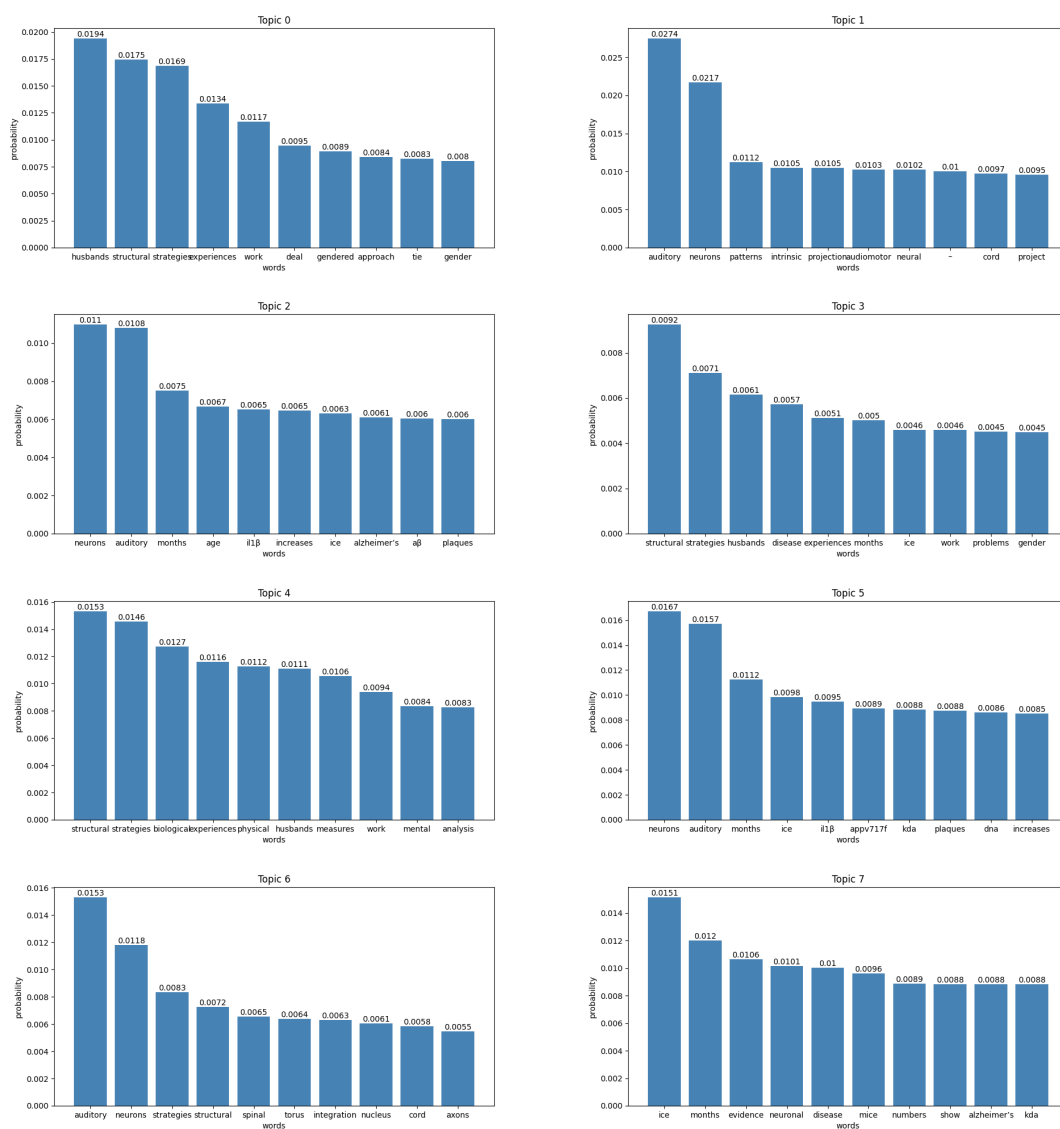 Topic 0
0.0200
0.0175
0.0150
0.0125
0.0100
0.0075
0.0050
0.0025
0.0000
probability
0.0194 0.0175 0.0169 0.0134 0.0117 0.0095 0.0089 0.0084 0.0083 0.008
husbands structural strategies experiences work deal gendered approach tie gender
words
Topic 1
0.025
0.020
0.015
0.010
0.005
0.000
probability
0.0274 0.0217 0.0112 0.0105 0.0105 0.0103 0.0102 0.01 0.0097 0.0095
auditory neurons patterns intrinsic projection audiomotor neural – cord project
words
Topic 2
0.010
0.008
0.006
0.004
0.002
0.000
probability
0.011 0.0108 0.0075 0.0067 0.0065 0.0065 0.0063 0.0061 0.006 0.006
neurons auditory months age il1β increases ice alzheimer's aβ plaques
words
Topic 3
0.008
0.006
0.004
0.002
0.000
probability
0.0092 0.0071 0.0061 0.0057 0.0051 0.005 0.0046 0.0046 0.0045 0.0045
structural strategies husbands disease experiences months ice work problems gender
words
Topic 4
0.016
0.014
0.012
0.010
0.008
0.006
0.004
0.002
0.000
probability
0.0153 0.0146 0.0127 0.0116 0.0112 0.0111 0.0106 0.0094 0.0084 0.0083
structural strategies biological experiences physical husbands measures work mental analysis
words
Topic 5
0.016
0.014
0.012
0.010
0.008
0.006
0.004
0.002
0.000
probability
0.0167 0.0157 0.0112 0.0098 0.0095 0.0089 0.0088 0.0088 0.0086 0.0085
neurons auditory months ice il1β appv717f kda plaques dna increases
words
Topic 6
0.016
0.014
0.012
0.010
0.008
0.006
0.004
0.002
0.000
probability
0.0153 0.0118 0.0083 0.0072 0.0065 0.0064 0.0063 0.0061 0.0058 0.0055
auditory neurons strategies structural spinal torus integration nucleus cord axons
words
Topic 7
0.014
0.012
0.010
0.008
0.006
0.004
0.002
0.000
probability
0.0151 0.012 0.0106 0.0101 0.01 0.0096 0.0089 0.0088 0.0088 0.0088
ice months evidence neuronal disease mice numbers show alzheimer's kda
words